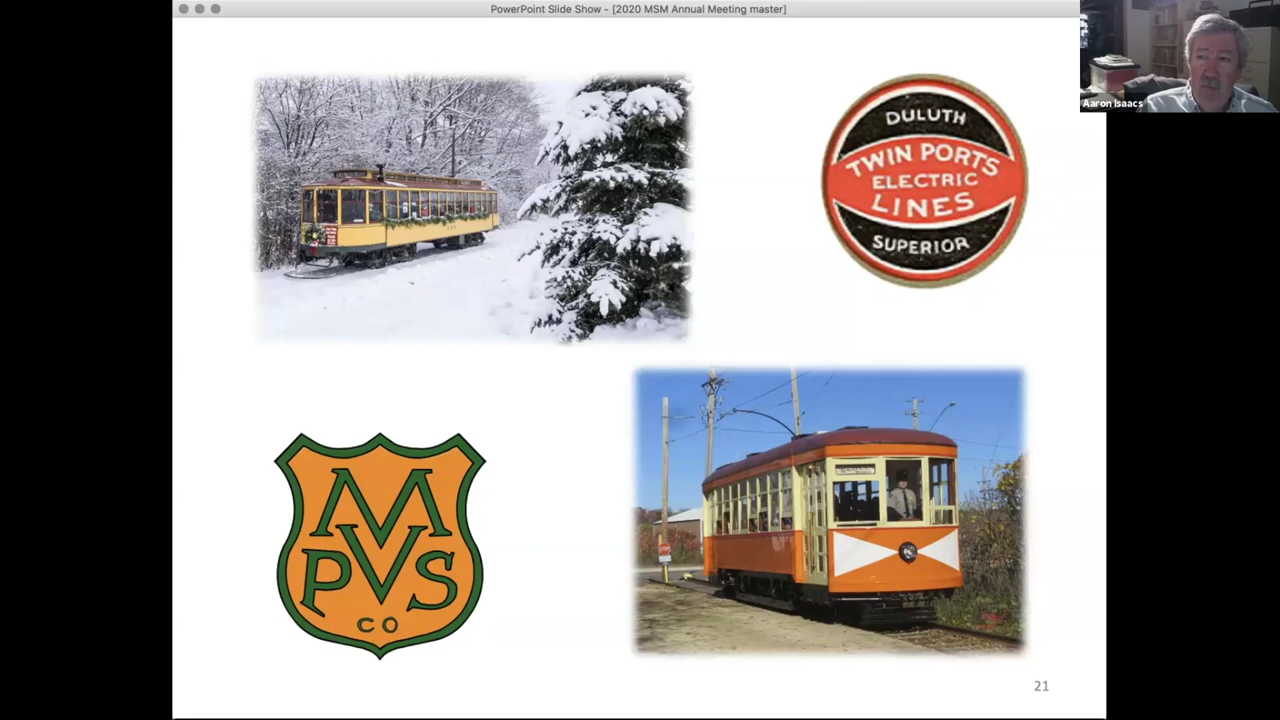 PowerPoint Slide Show - [2020 MSM Annual Meeting master]
Aaron Isaacs
DULUTH
TWIN PORTS
ELECTRIC
LINES
SUPERIOR
M
V
P S
CO
21